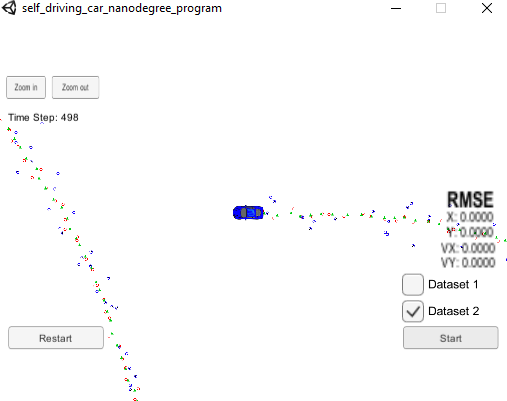 self_driving_car_nanodegree_program
Zoom in
Zoom out
Time Step: 498
RMSE
X: 0.0000
Y: 0.0000
VX: 0.0000
VY: 0.0000
Dataset 1
Dataset 2
Restart
Start